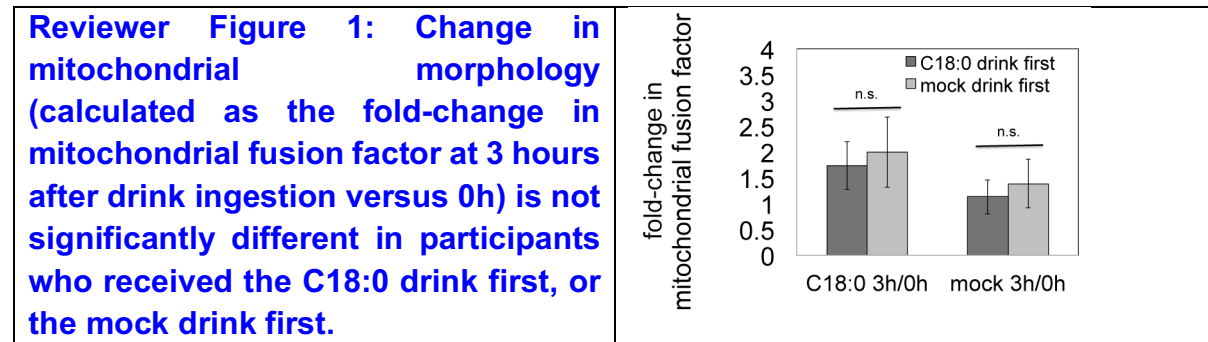 Reviewer Figure 1: Change in
mitochondrial morphology
(calculated as the fold-change in
mitochondrial fusion factor at 3 hours
after drink ingestion versus 0h) is not
significantly different in participants
who received the C18:0 drink first, or
the mock drink first.
fold-change in
mitochondrial fusion factor
4
3.5
3
2.5
2
1.5
1
0.5
0
C18:0 drink first
mock drink first
n.s.
n.s.
C18:0 3h/0h mock 3h/0h